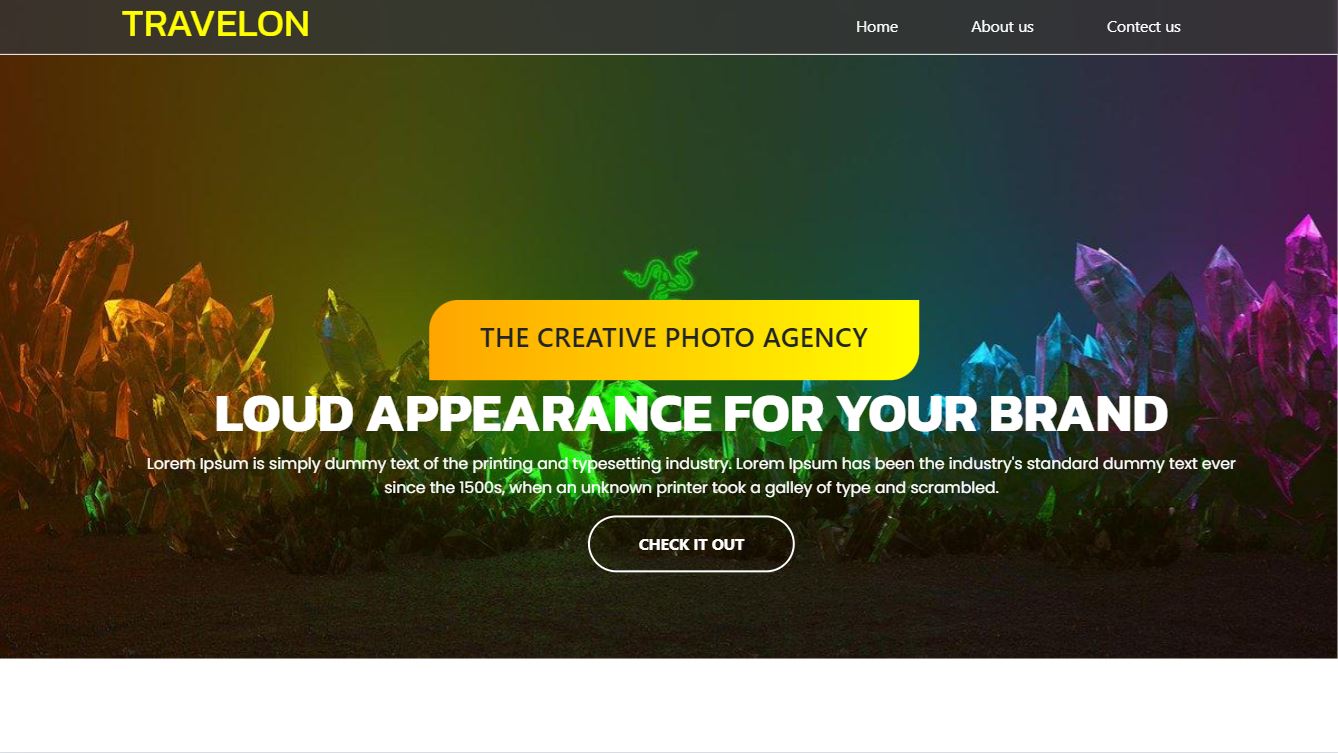 TRAVELON
Home About us Contect us
THE CREATIVE PHOTO AGENCY
LOUD APPEARANCE FOR YOUR BRAND
Lorem Ipsum is simply dummy text of the printing and typesetting industry. Lorem Ipsum has been the industry's standard dummy text ever
since the 1500s, when an unknown printer took a galley of type and scrambled.
CHECK IT OUT